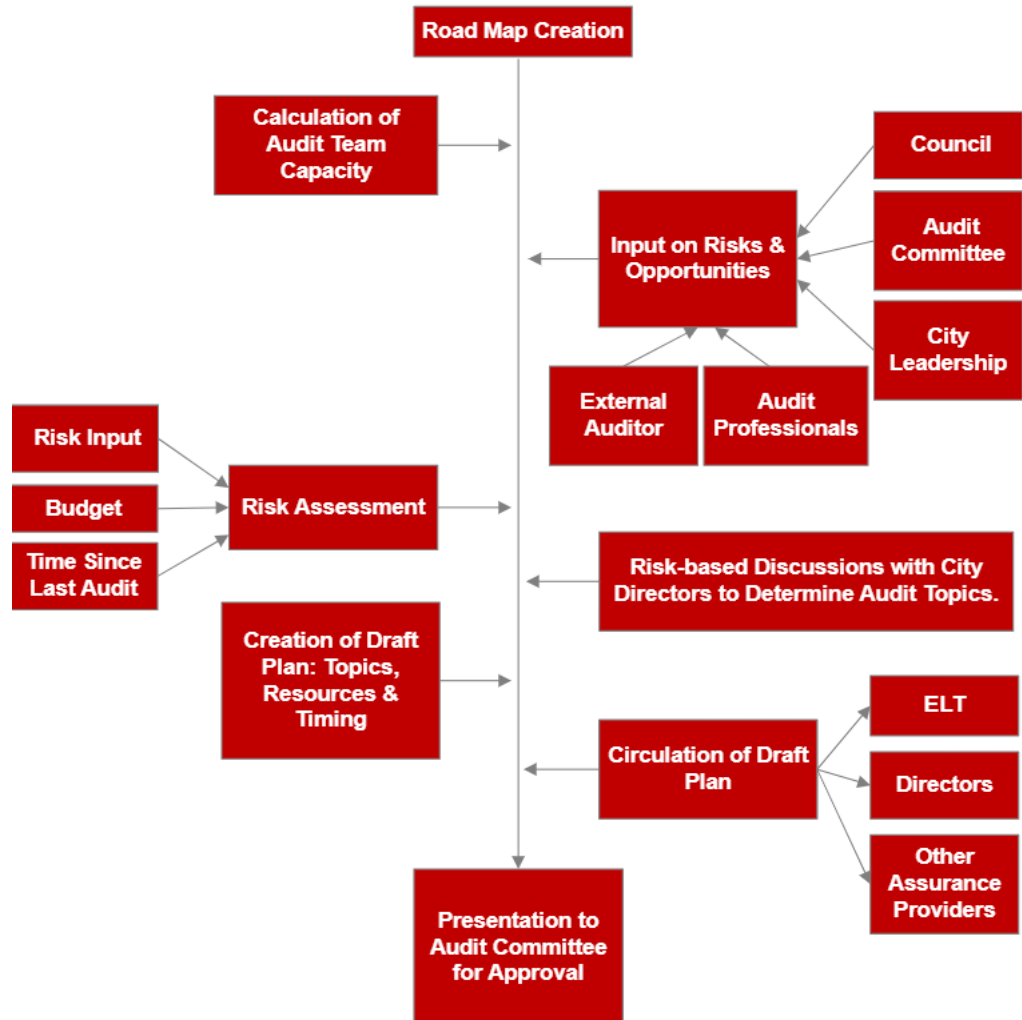 Road Map Creation
Calculation of
Audit Team
Capacity
Council
Input on Risks &
Opportunities
Audit
Committee
City
Leadership
External
Auditor
Audit
Professionals
Risk Input
Budget
Time Since
Last Audit
Risk Assessment
Risk-based Discussions with City
Directors to Determine Audit Topics.
Creation of Draft
Plan: Topics,
Resources &
Timing
Circulation of Draft
Plan
ELT
Directors
Other
Assurance
Providers
Presentation to
Audit Committee
for Approval